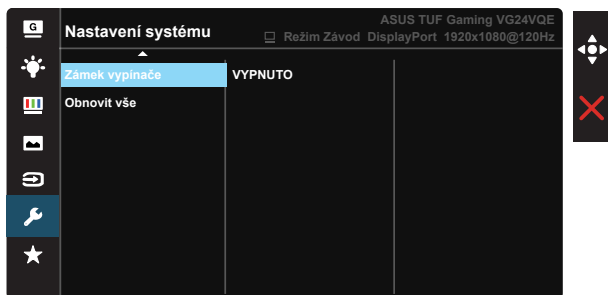 G
Nastavení systému
ASUS TUF Gaming VG24VQE
Režim Závod DisplayPort 1920x1080@120Hz
Zámek vypínače
VYPNUTO
Obnovit vše